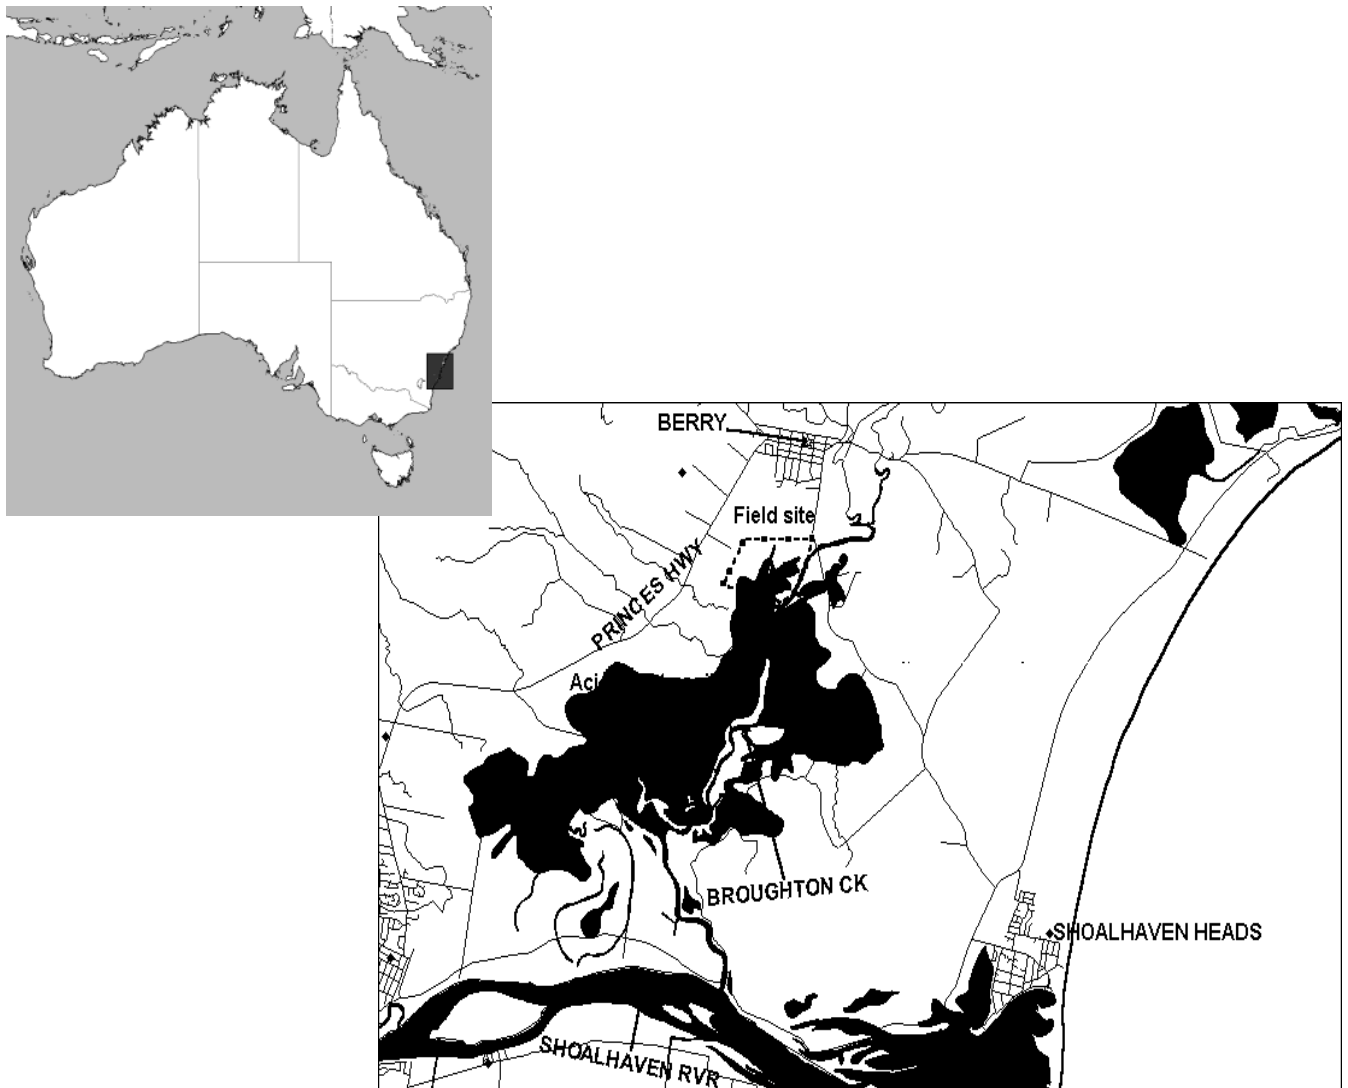 BERRY
Field site
PRINCES HWY
BROUGHTON CK
SHOALHAVEN HEADS
SHOALHAVEN RVR